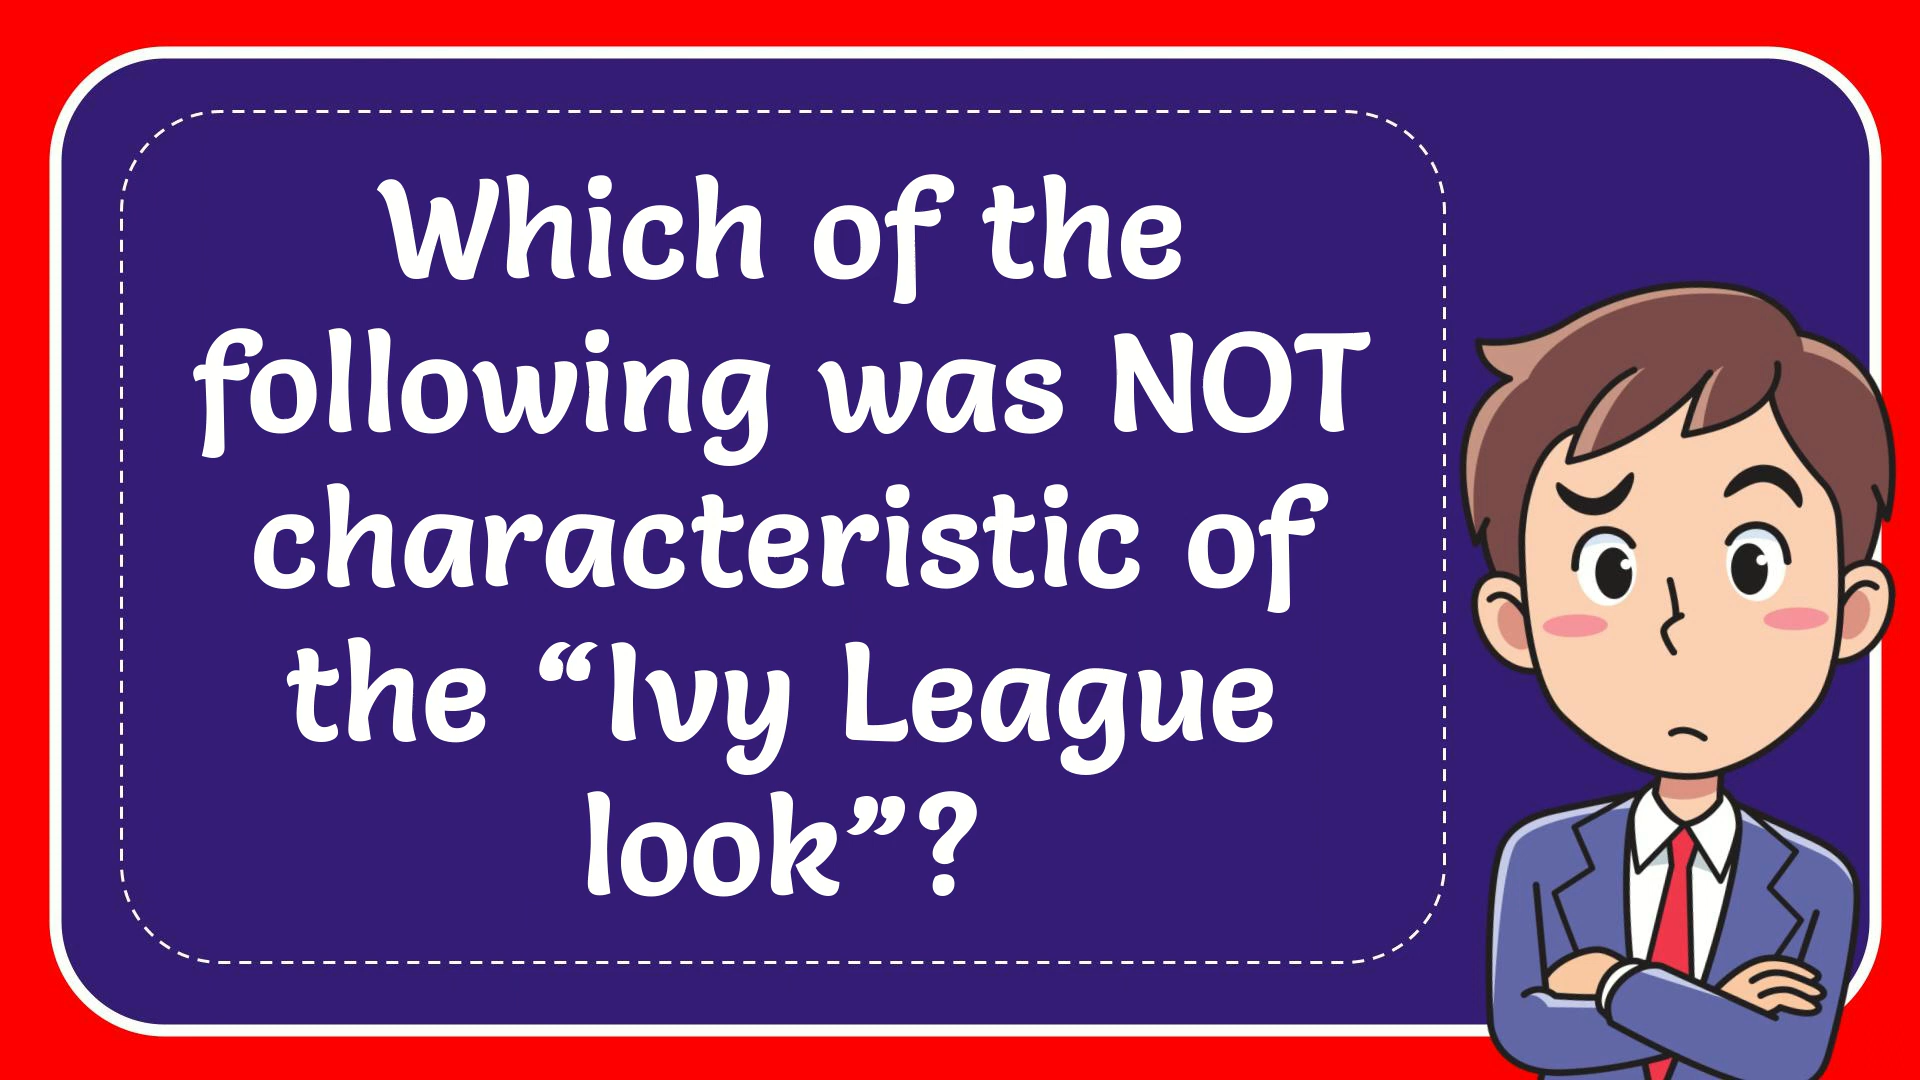 Which of the
following was NOT
characteristic of
the “Ivy League
look”?